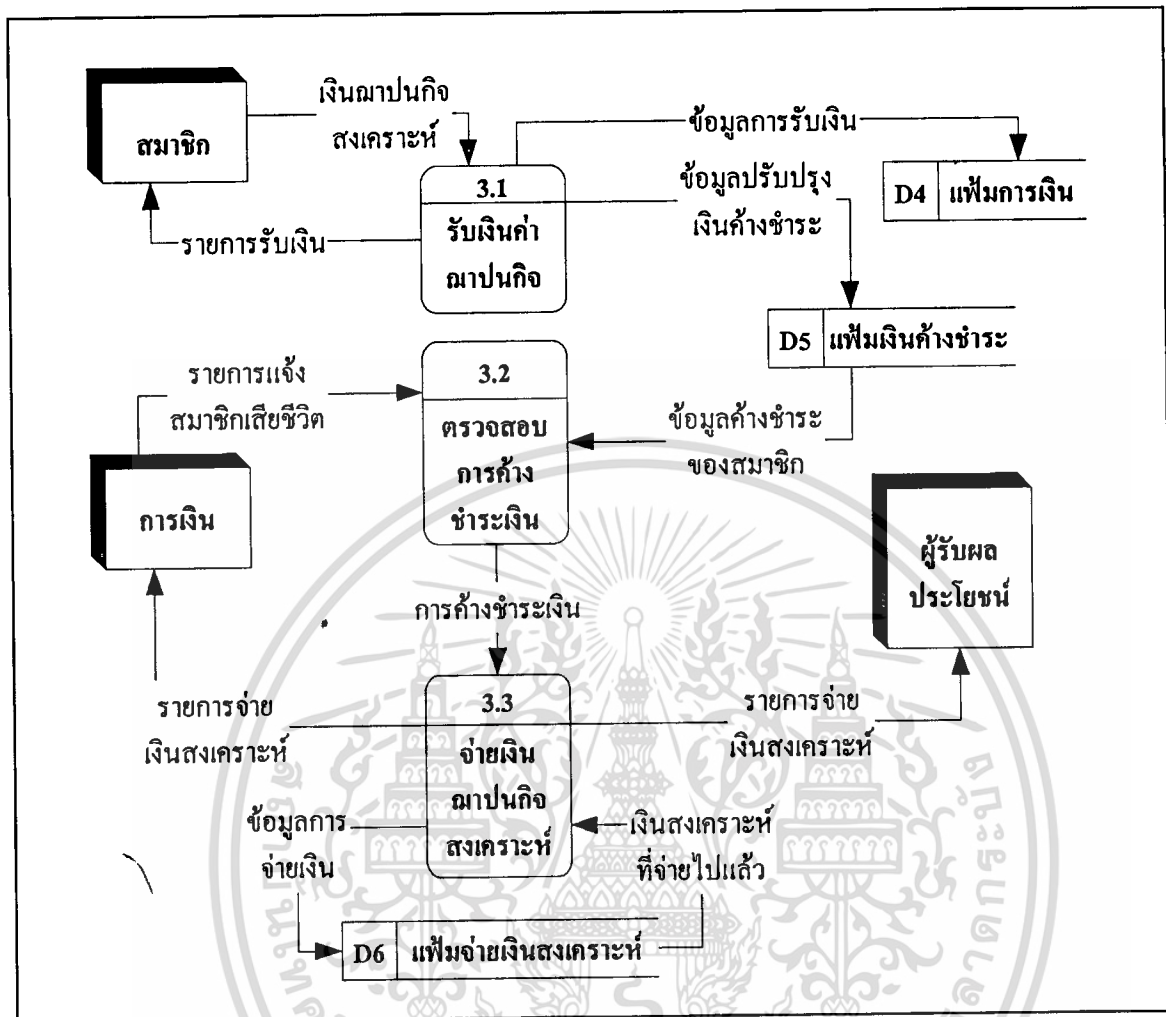 สมาชิก
เงินฌาปนกิจ
สงเคราะห์
ข้อมูลการรับเงิน
D4 แฟ้มการเงิน
3.1
รับเงินค่า
ฌาปนกิจ
ข้อมูลปรับปรุง
เงินค้างชำระ
รายการรับเงิน
D5 แฟ้มเงินค้างชำระ
รายการแจ้ง
สมาชิกเสียชีวิต
3.2
ตรวจสอบ
การค้าง
ชำระเงิน
ข้อมูลค้างชำระ
ของสมาชิก
การเงิน
ผู้รับผล
ประโยชน์
การค้างชำระเงิน
รายการจ่าย
เงินสงเคราะห์
3.3
จ่ายเงิน
ฌาปนกิจ
สงเคราะห์
รายการจ่าย
เงินสงเคราะห์
ข้อมูลการ
จ่ายเงิน
เงินสงเคราะห์
ที่จ่ายไปแล้ว
D6 แฟ้มจ่ายเงินสงเคราะห์